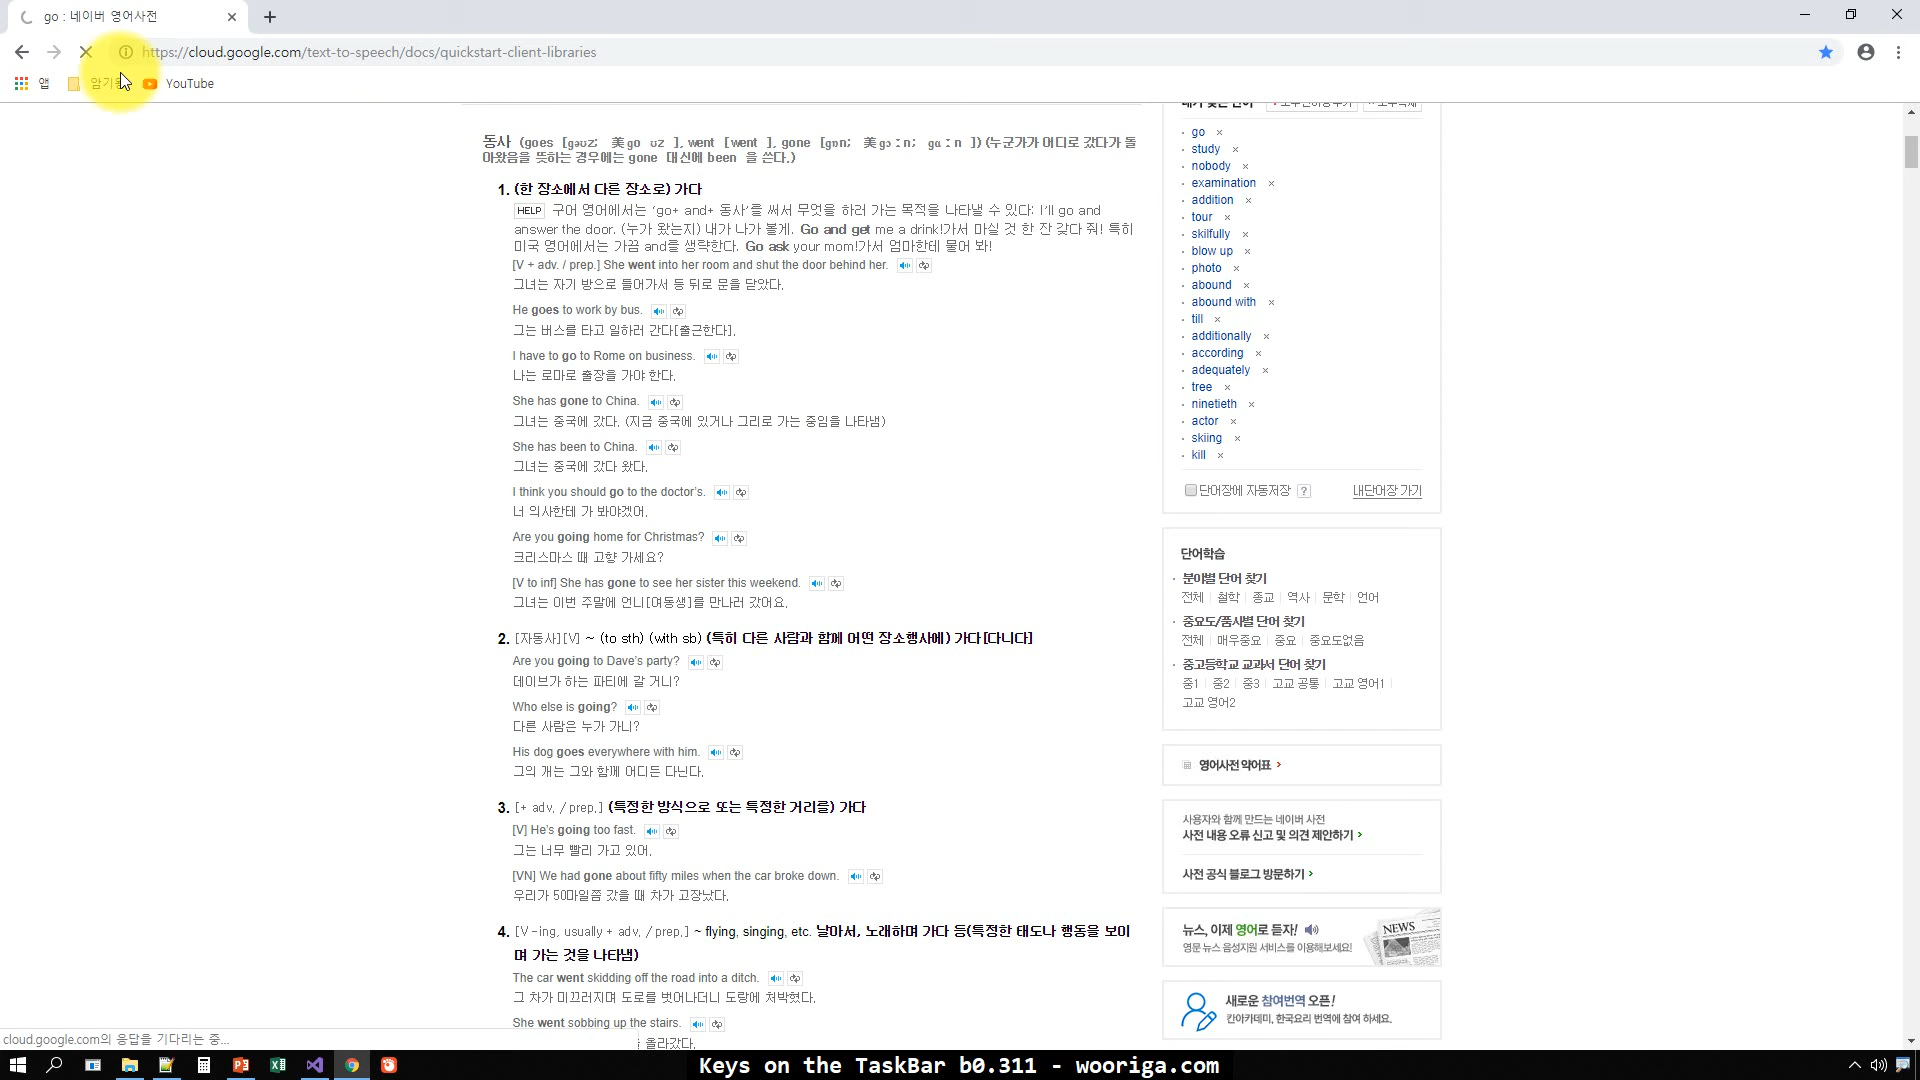 go : 네이버 영어사전
https://cloud.google.com/text-to-speech/docs/quickstart-client-libraries
앱
암기
YouTube
동사 (goes [gəʊz; 美 go ʊz ], went [went ], gone [gɒn; 美 gɔːn; gɑːn ]) (누군가가 어디로 갔다가 돌
아왔음을 뜻하는 경우에는 gone 대신에 been 을 쓴다.)
1. (한 장소에서 다른 장소로) 가다
HELP 구어 영어에서는 ‘go+ and+ 동사’를 써서 무엇을 하러 가는 목적을 나타낼 수 있다: I’ll go and
answer the door. (누가 왔는지) 내가 나가 볼게. Go and get me a drink!가서 마실 것 한 잔 갖다 줘! 특히
미국 영어에서는 가끔 and를 생략한다. Go ask your mom!가서 엄마한테 물어 봐!
[V + adv. / prep.] She went into her room and shut the door behind her.
그녀는 자기 방으로 들어가서 등 뒤로 문을 닫았다.
He goes to work by bus.
그는 버스를 타고 일하러 간다[출근한다].
I have to go to Rome on business.
나는 로마로 출장을 가야 한다.
She has gone to China.
그녀는 중국에 갔다. (지금 중국에 있거나 그리로 가는 중임을 나타냄)
She has been to China.
그녀는 중국에 갔다 왔다.
I think you should go to the doctor’s.
너 의사한테 가 봐야겠어.
Are you going home for Christmas?
크리스마스 때 고향 가세요?
[V to inf] She has gone to see her sister this weekend.
그녀는 이번 주말에 언니[여동생]를 만나러 갔어요.
2. [자동사][V] ~ (to sth) (with sb) (특히 다른 사람과 함께 어떤 장소행사에) 가다[다니다]
Are you going to Dave’s party?
데이브가 하는 파티에 갈 거니?
Who else is going?
다른 사람은 누가 가니?
His dog goes everywhere with him.
그의 개는 그와 함께 어디든 다닌다.
3. [+ adv. / prep.] (특정한 방식으로 또는 특정한 거리를) 가다
[V] He’s going too fast.
그는 너무 빨리 가고 있어.
[VN] We had gone about fifty miles when the car broke down.
우리가 50마일쯤 갔을 때 차가 고장났다.
4. [V -ing, usually + adv. / prep.] ~ flying, singing, etc. 날아서, 노래하며 가다 등(특정한 태도나 행동을 보이
며 가는 것을 나타냄)
The car went skidding off the road into a ditch.
그 차가 미끄러지며 도로를 벗어나더니 도랑에 처박혔다.
She went sobbing up the stairs.
올라갔다.
go ×
study ×
nobody ×
examination ×
addition ×
tour ×
skilfully ×
blow up ×
photo ×
abound ×
abound with ×
till ×
additionally ×
according ×
adequately ×
tree ×
ninetieth ×
actor ×
skiing ×
kill ×
단어장에 자동저장 ? 내단어장 가기
단어학습
분야별 단어 찾기
전체 철학 종교 역사 문학 언어
중요도/품사별 단어 찾기
전체 매우중요 중요 중요도없음
중고등학교 교과서 단어 찾기
중1 중2 중3 고교 공통 고교 영어1
고교 영어2
영어사전 약어표 >
사용자와 함께 만드는 네이버 사전
사전 내용 오류 신고 및 의견 제안하기 >
사전 공식 블로그 방문하기 >
뉴스, 이제 영어로 듣자!
영문 뉴스 음성지원 서비스를 이용해보세요!
NEWS
새로운 참여번역 오픈!
칸아카데미, 한국요리 번역에 참여 하세요.
cloud.google.com의 응답을 기다리는 중...
Keys on the TaskBar b0.311 - wooriga.com